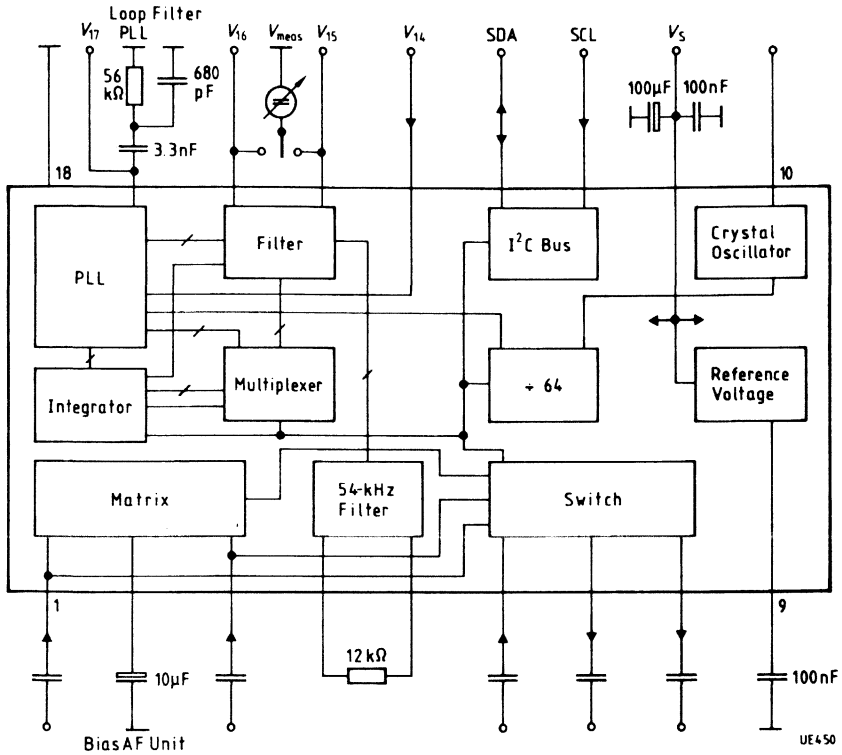 Loop Filter
PLL
V17
V16
Vmeas
V15
V14
SDA
SCL
VS
56
kΩ
680
pF
3.3nF
100µF
100nF
18
10
PLL
Filter
I²C Bus
Crystal
Oscillator
Integrator
Multiplexer
÷ 64
Reference
Voltage
Matrix
54-kHz
Filter
Switch
1
9
10µF
12kΩ
100nF
Bias AF Unit
UE450